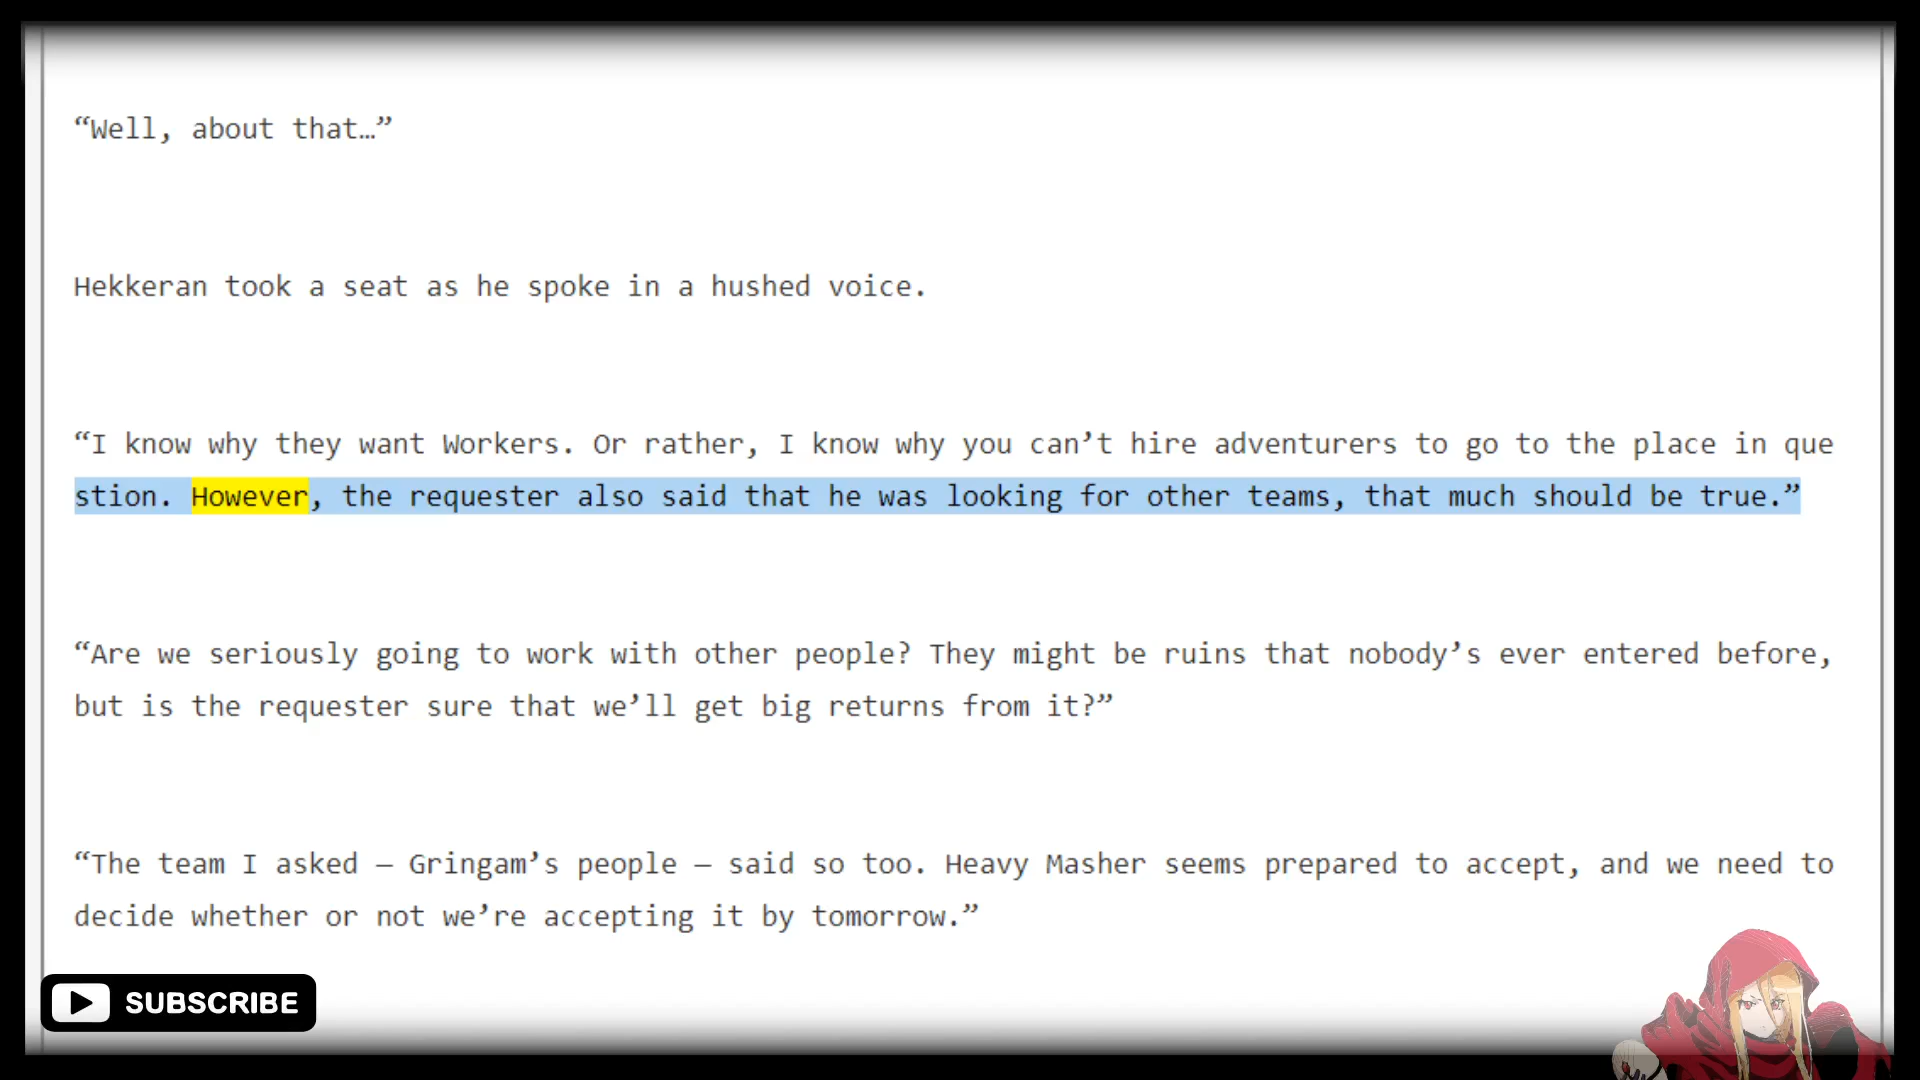 “Well, about that…”
Hekkeran took a seat as he spoke in a hushed voice.
“I know why they want Workers. Or rather, I know why you can’t hire adventurers to go to the place in que
stion. However, the requester also said that he was looking for other teams, that much should be true.”
“Are we seriously going to work with other people? They might be ruins that nobody’s ever entered before,
but is the requester sure that we’ll get big returns from it?”
“The team I asked — Gringam’s people — said so too. Heavy Masher seems prepared to accept, and we need to
decide whether or not we’re accepting it by tomorrow.”
SUBSCRIBE